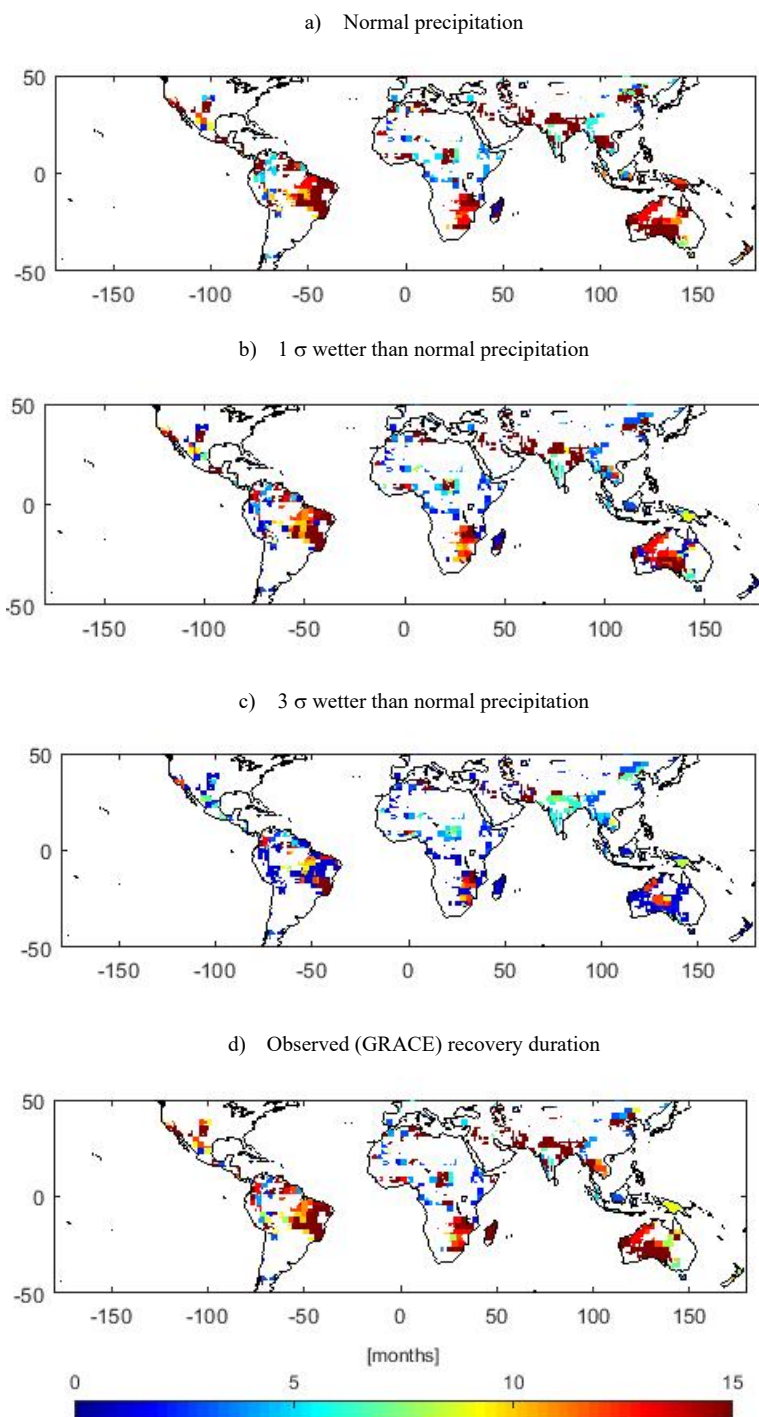 a) Normal precipitation
50
0
-50
-150 -100 -50 0 50 100 150
b) 1 σ wetter than normal precipitation
50
0
-50
-150 -100 -50 0 50 100 150
c) 3 σ wetter than normal precipitation
50
0
-50
-150 -100 -50 0 50 100 150
d) Observed (GRACE) recovery duration
50
0
-50
-150 -100 -50 0 50 100 150
[months]
0 5 10 15